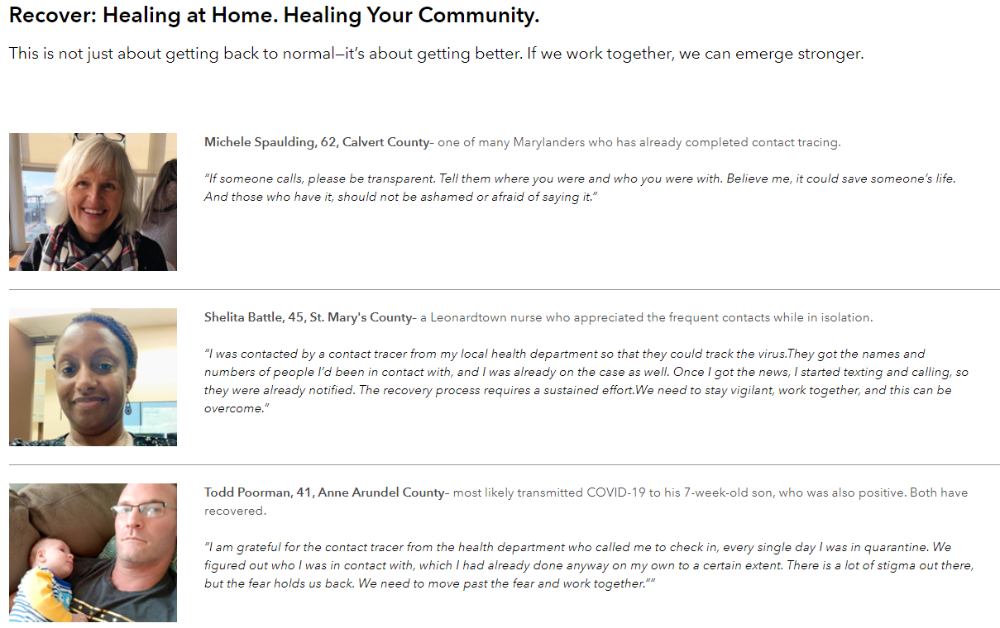 Recover: Healing at Home. Healing Your Community.
This is not just about getting back to normal—it’s about getting better. If we work together, we can emerge stronger.
Michele Spaulding, 62, Calvert County– one of many Marylanders who has already completed contact tracing.
“If someone calls, please be transparent. Tell them where you were and who you were with. Believe me, it could save someone’s life.
And those who have it, should not be ashamed or afraid of saying it.”
Shelita Battle, 45, St. Mary's County– a Leonardtown nurse who appreciated the frequent contacts while in isolation.
“I was contacted by a contact tracer from my local health department so that they could track the virus.They got the names and
numbers of people I’d been in contact with, and I was already on the case as well. Once I got the news, I started texting and calling, so
they were already notified. The recovery process requires a sustained effort.We need to stay vigilant, work together, and this can be
overcome.”
Todd Poorman, 41, Anne Arundel County– most likely transmitted COVID-19 to his 7-week-old son, who was also positive. Both have
recovered.
“I am grateful for the contact tracer from the health department who called me to check in, every single day I was in quarantine. We
figured out who I was in contact with, which I had already done anyway on my own to a certain extent. There is a lot of stigma out there,
but the fear holds us back. We need to move past the fear and work together.””